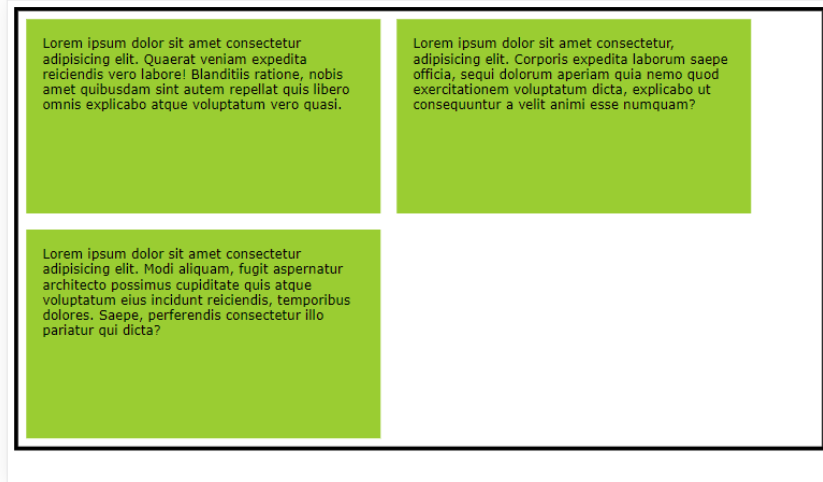 Lorem ipsum dolor sit amet consectetur
adipisicing elit. Quaerat veniam expedita
reiciendis vero labore! Blanditiis ratione, nobis
amet quibusdam sint autem repellat quis libero
omnis explicabo atque voluptatum vero quasi.
Lorem ipsum dolor sit amet consectetur,
adipisicing elit. Corporis expedita laborum saepe
officia, sequi dolorum aperiam quia nemo quod
exercitationem voluptatum dicta, explicabo ut
consequuntur a velit animi esse numquam?
Lorem ipsum dolor sit amet consectetur
adipisicing elit. Modi aliquam, fugit aspernatur
architecto possimus cupiditate quis atque
voluptatum eius incidunt reiciendis, temporibus
dolores. Saepe, perferendis consectetur illo
pariatur qui dicta?